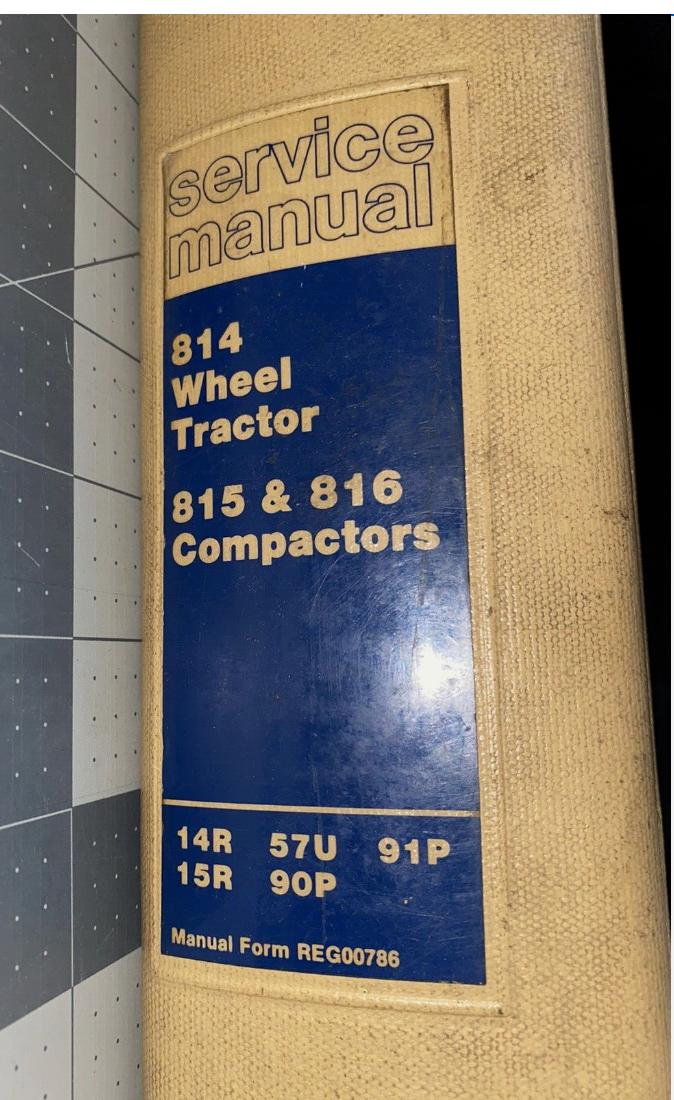 service
manual
814
Wheel
Tractor
815 & 816
Compactors
14R 57U 91P
15R 90P
Manual Form REG00786